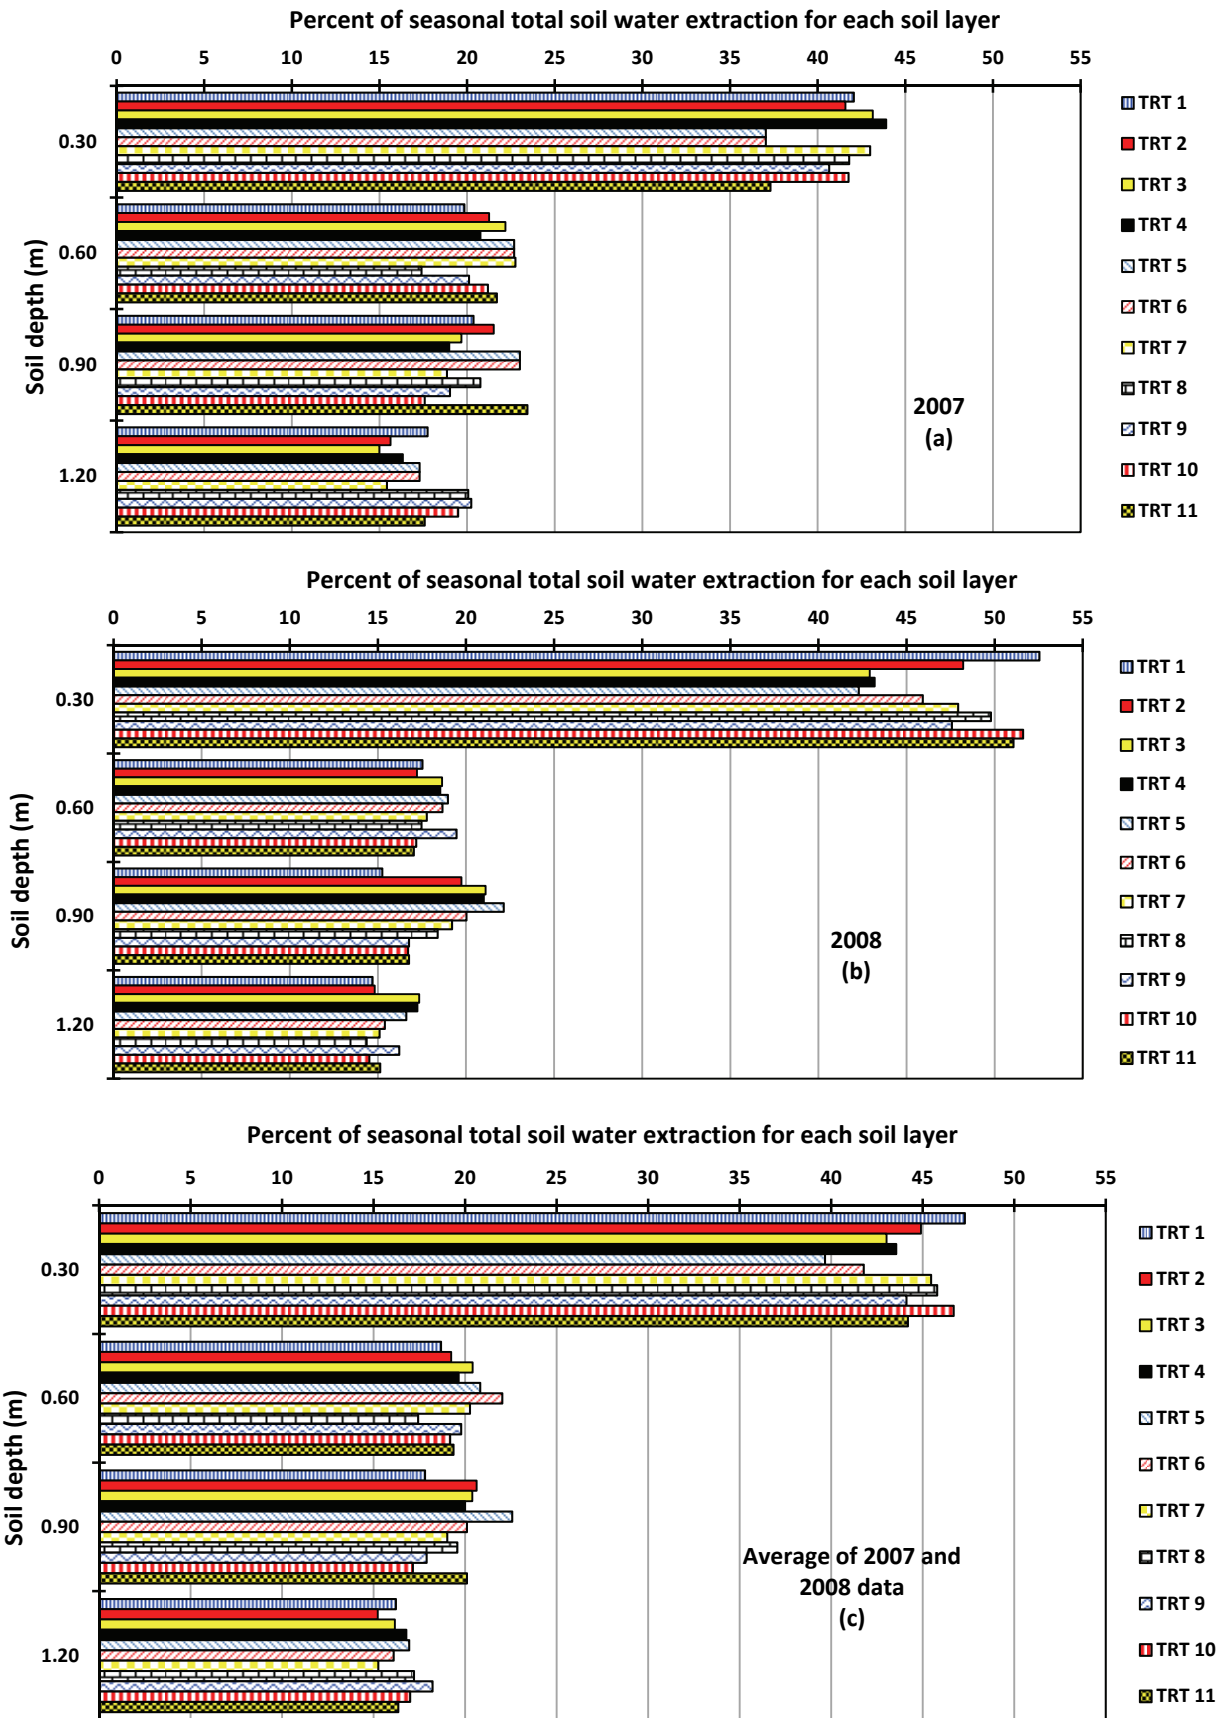 Percent of seasonal total soil water extraction for each soil layer
0 5 10 15 20 25 30 35 40 45 50 55
Soil depth (m)
0.30
0.60
0.90
1.20
2007
(a)
TRT 1
TRT 2
TRT 3
TRT 4
TRT 5
TRT 6
TRT 7
TRT 8
TRT 9
TRT 10
TRT 11
Percent of seasonal total soil water extraction for each soil layer
0 5 10 15 20 25 30 35 40 45 50 55
Soil depth (m)
0.30
0.60
0.90
1.20
2008
(b)
TRT 1
TRT 2
TRT 3
TRT 4
TRT 5
TRT 6
TRT 7
TRT 8
TRT 9
TRT 10
TRT 11
Percent of seasonal total soil water extraction for each soil layer
0 5 10 15 20 25 30 35 40 45 50 55
Soil depth (m)
0.30
0.60
0.90
1.20
Average of 2007 and
2008 data
(c)
TRT 1
TRT 2
TRT 3
TRT 4
TRT 5
TRT 6
TRT 7
TRT 8
TRT 9
TRT 10
TRT 11